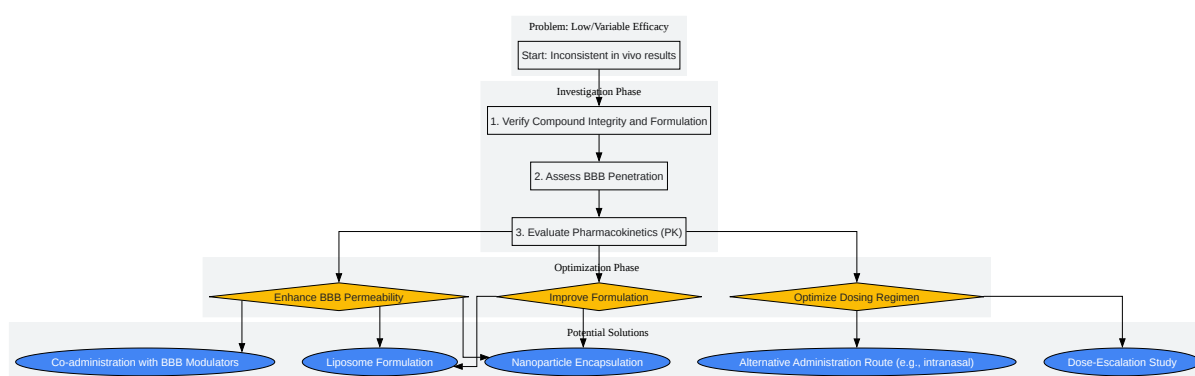 Problem: Low/Variable Efficacy
Start: Inconsistent in vivo results
Investigation Phase
1. Verify Compound Integrity and Formulation
2. Assess BBB Penetration
3. Evaluate Pharmacokinetics (PK)
Optimization Phase
Enhance BBB Permeability
Improve Formulation
Optimize Dosing Regimen
Potential Solutions
Co-administration with BBB Modulators
Liposome Formulation
Nanoparticle Encapsulation
Alternative Administration Route (e.g., intranasal)
Dose-Escalation Study